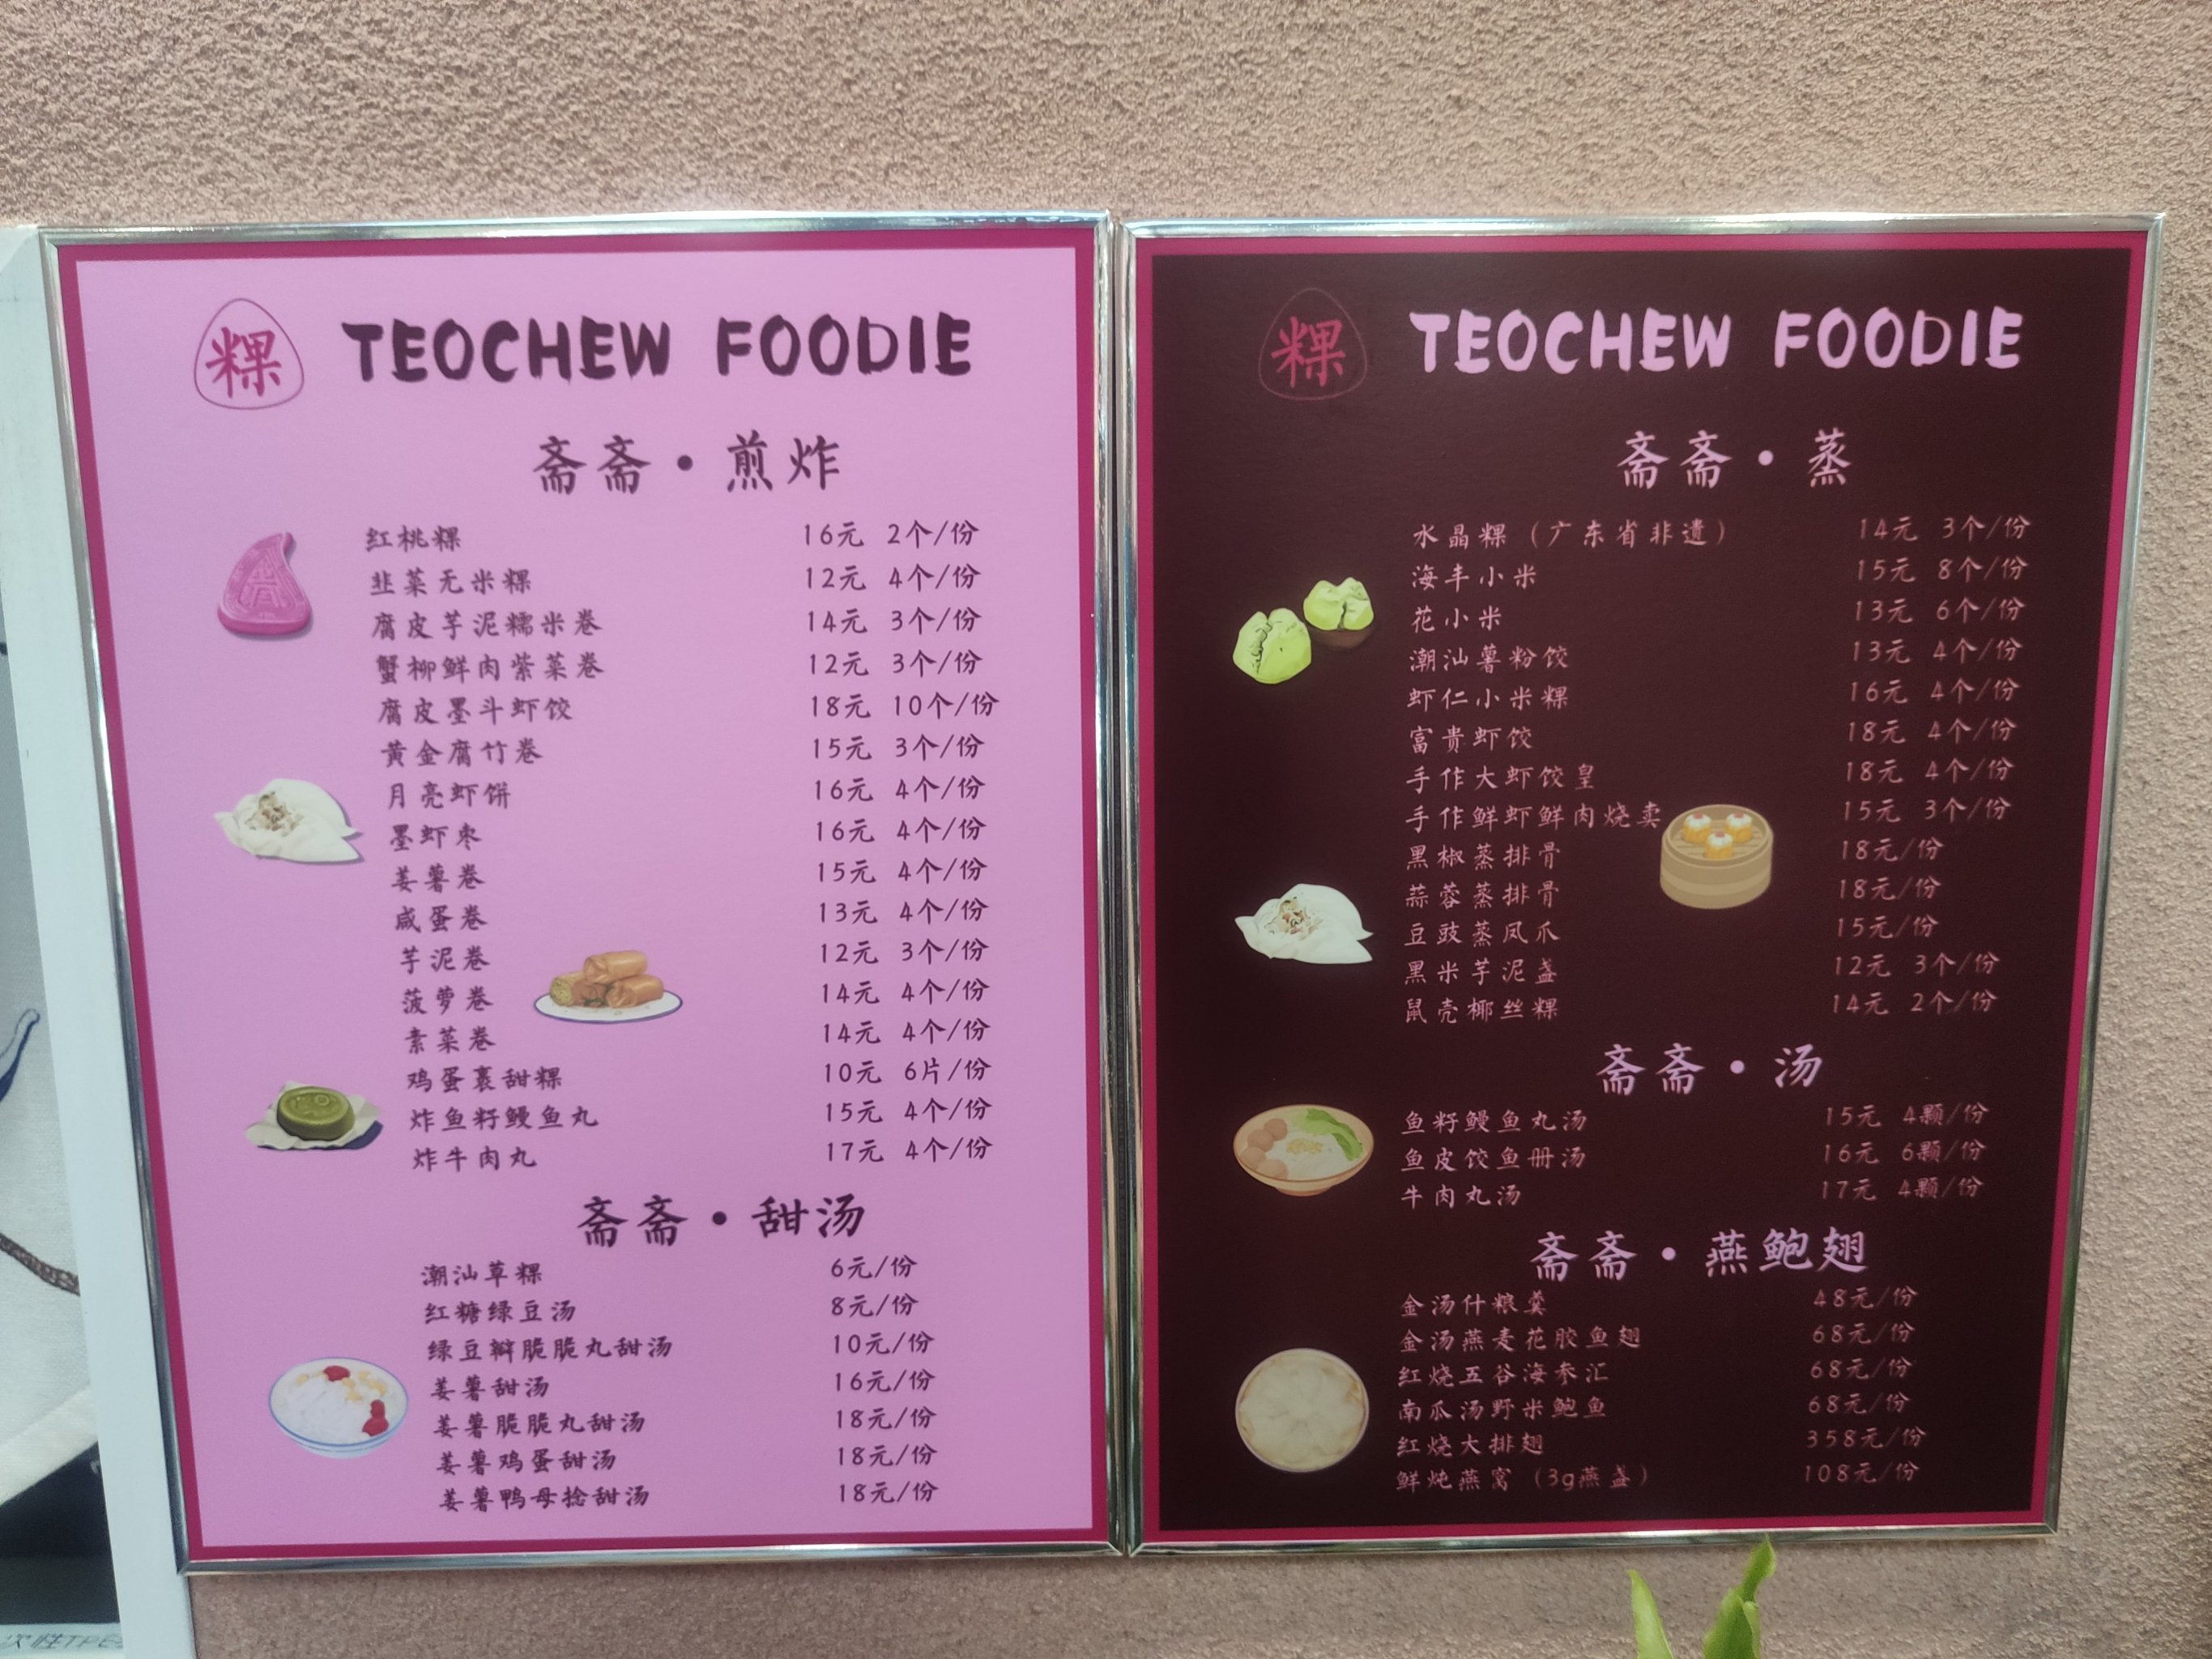 粿 TEOCHEW FOODIE
斋斋·煎炸
红桃粿 16元 2个/份
韭菜无米粿 12元 4个/份
腐皮芋泥糯米卷 14元 3个/份
蟹柳鲜肉紫菜卷 12元 3个/份
腐皮墨斗虾饺 18元 10个/份
黄金腐竹卷 15元 3个/份
月亮虾饼 16元 4个/份
墨虾枣 16元 4个/份
姜薯卷 15元 4个/份
咸蛋卷 13元 4个/份
芋泥卷 12元 3个/份
菠萝卷 14元 4个/份
素菜卷 14元 4个/份
鸡蛋裹甜粿 10元 6片/份
炸鱼籽鳗鱼丸 15元 4个/份
炸牛肉丸 17元 4个/份
斋斋·甜汤
潮汕草粿 6元/份
红糖绿豆汤 8元/份
绿豆瓣脆脆丸甜汤 10元/份
姜薯甜汤 16元/份
姜薯脆脆丸甜汤 18元/份
姜薯鸡蛋甜汤 18元/份
姜薯鸭母捻甜汤 18元/份
粿 TEOCHEW FOODIE
斋斋·蒸
水晶粿（广东省非遗） 14元 3个/份
海丰小米 15元 8个/份
花小米 13元 6个/份
潮汕薯粉饺 13元 4个/份
虾仁小米粿 16元 4个/份
富贵虾饺 18元 4个/份
手作大虾饺皇 18元 4个/份
手作鲜虾鲜肉烧卖 15元 3个/份
黑椒蒸排骨 18元/份
蒜蓉蒸排骨 18元/份
豆豉蒸凤爪 15元/份
黑米芋泥盏 12元 3个/份
鼠壳椰丝粿 14元 2个/份
斋斋·汤
鱼籽鳗鱼丸汤 15元 4颗/份
鱼皮饺鱼册汤 16元 6颗/份
牛肉丸汤 17元 4颗/份
斋斋·燕鲍翅
金汤什粮羹 48元/份
金汤燕麦花胶鱼翅 68元/份
红烧五谷海参汇 68元/份
南瓜汤野米鲍鱼 68元/份
红烧大排翅 358元/份
鲜炖燕窝（3g燕盏） 108元/份